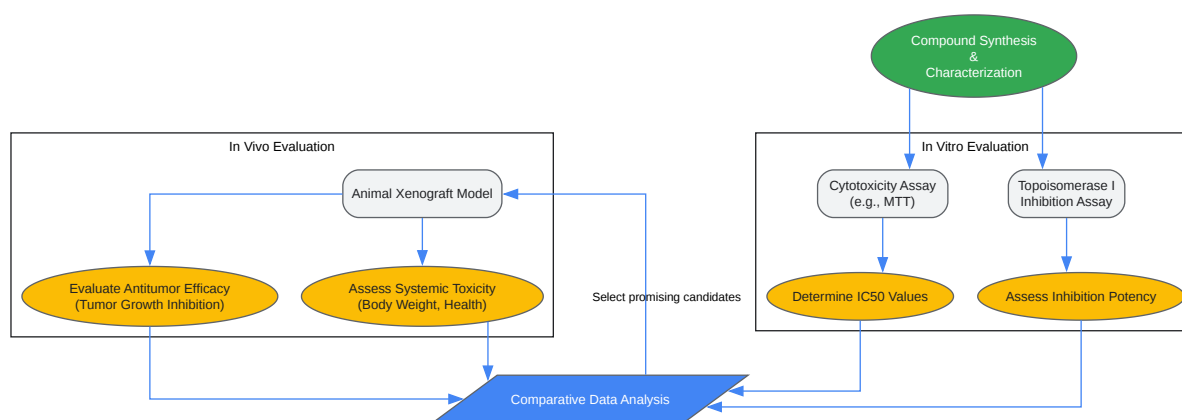 Compound Synthesis
&
Characterization
In Vivo Evaluation
In Vitro Evaluation
Animal Xenograft Model
Cytotoxicity Assay
(e.g., MTT)
Topoisomerase I
Inhibition Assay
Evaluate Antitumor Efficacy
(Tumor Growth Inhibition)
Assess Systemic Toxicity
(Body Weight, Health)
Select promising candidates
Determine IC50 Values
Assess Inhibition Potency
Comparative Data Analysis